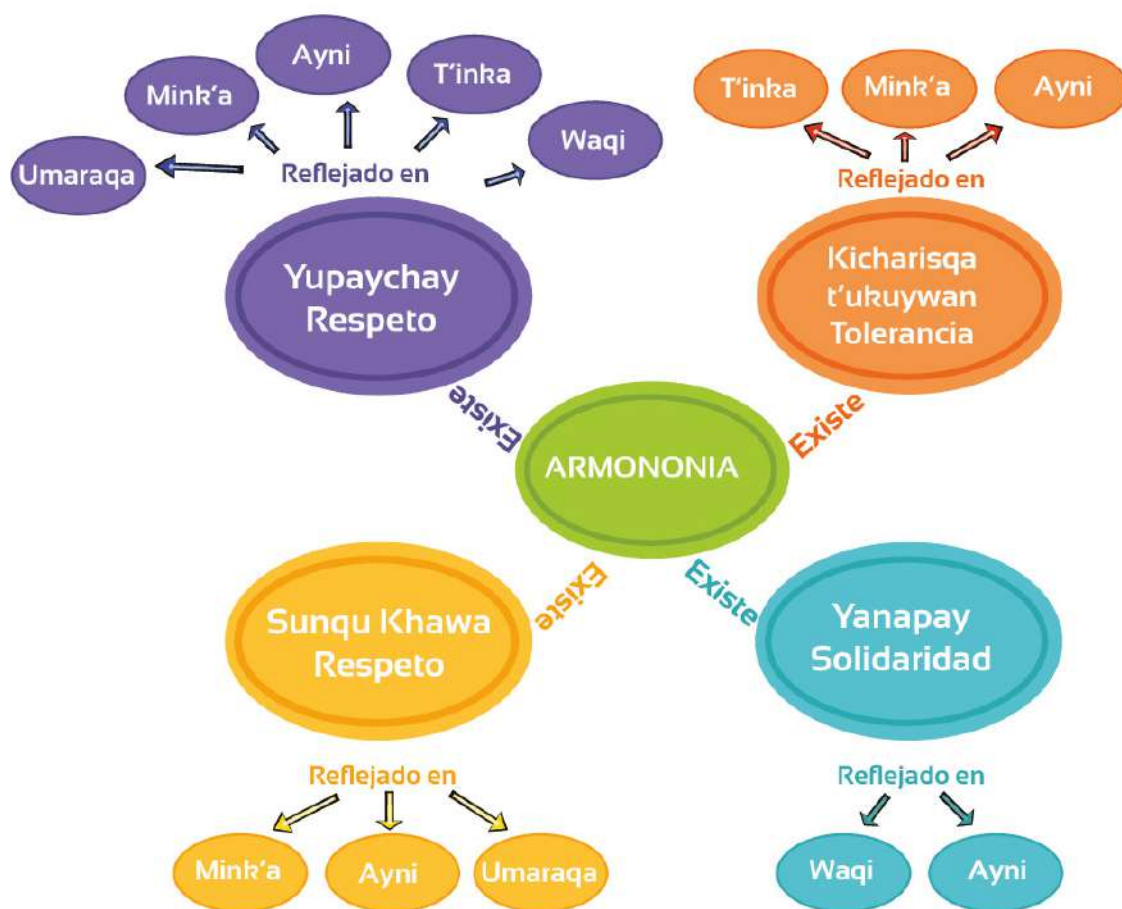 Ayni
T'inka
Mink'a
Waqi
Umaraqa
Reflejado en
Yupaychay
Respeto
T'inka
Mink'a
Ayni
Reflejado en
Kicharisqa
t'ukuywan
Tolerancia
Existe
Existe
ARMONONIA
Existe
Existe
Sunqu Khawa
Respeto
Reflejado en
Mink'a
Ayni
Umaraqa
Yanapay
Solidaridad
Reflejado en
Waqi
Ayni